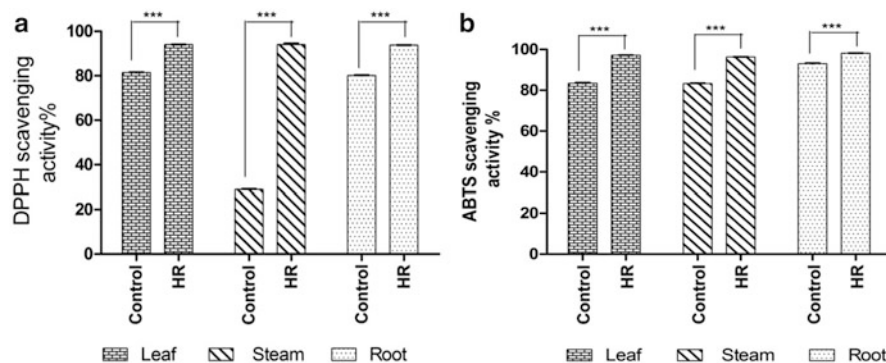 a
*** *** ***
100
80
60
40
20
0
DPPH scavenging
activity%
Control HR Control HR Control HR
Leaf Steam Root
b
*** *** ***
100
80
60
40
20
0
ABTS scavenging
activity %
Control HR Control HR Control HR
Leaf Steam Root